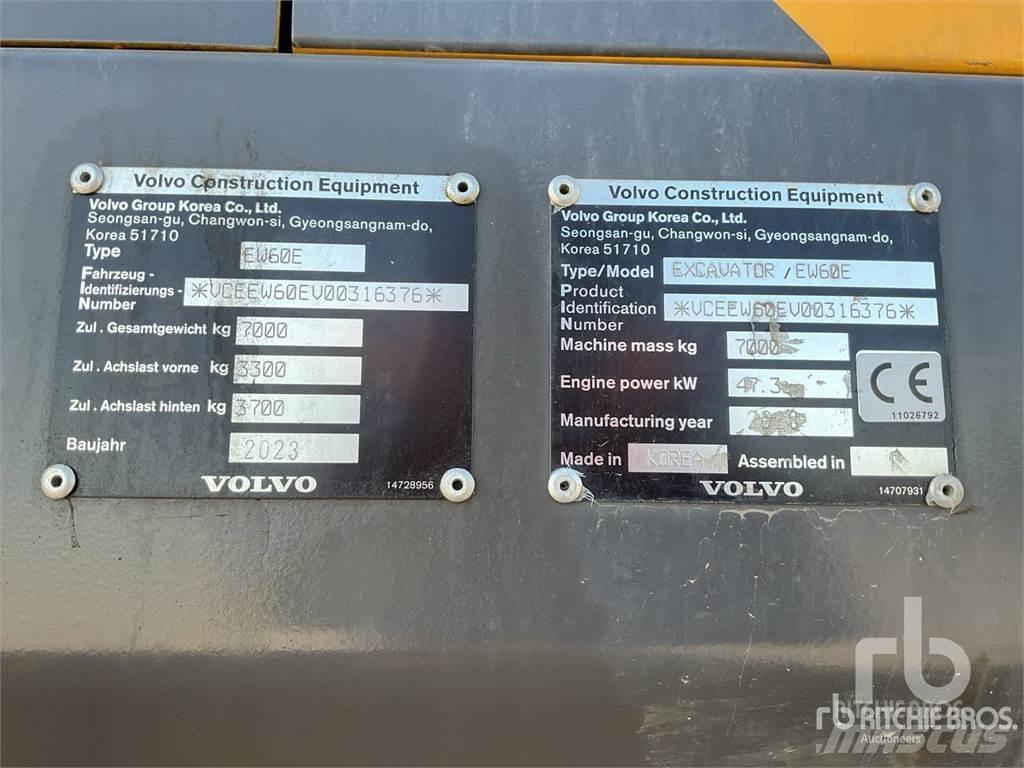 Volvo Construction Equipment
Volvo Group Korea Co., Ltd.
Seongsan-gu, Changwon-si, Gyeongsangnam-do,
Korea 51710
Type EW60E
Fahrzeug -
Identifizierungs - *VCEEW60EV00316376*
Number
Zul. Gesamtgewicht kg 7000
Zul. Achslast vorne kg 3300
Zul. Achslast hinten kg 3700
Baujahr 2023
VOLVO 14728956
Volvo Construction Equipment
Volvo Group Korea Co., Ltd.
Seongsan-gu, Changwon-si, Gyeongsangnam-do,
Korea 51710
Type/Model EXCAVATOR / EW60E
Product
Identification *VCEEW60EV00316376*
Number
Machine mass kg 7000
Engine power kW 47.3
CE
11026792
Manufacturing year
Made in KOREA Assembled in
VOLVO 14707931
rb
rb RITCHIE BROS.
Auctioneers
Mascus